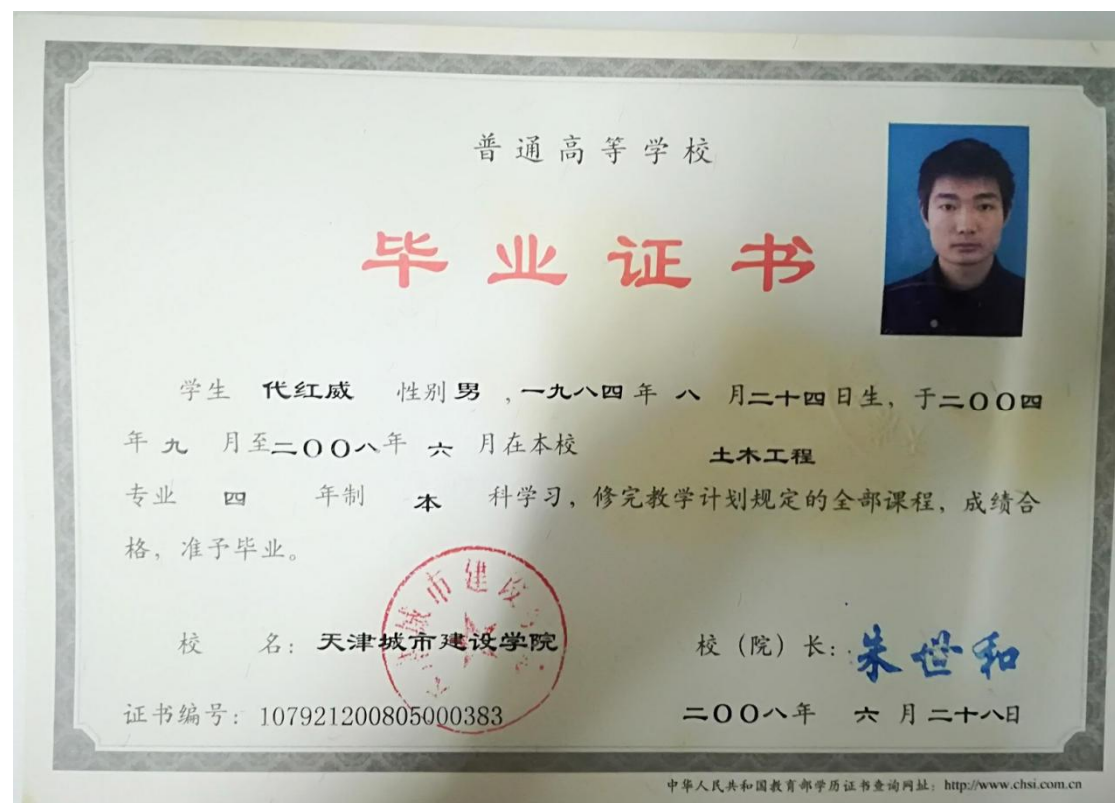 普通高等学校
毕业证书
学生 代红威 性别 男 ,一九八四年 八 月二十四日生, 于二〇〇四
年 九 月至二〇〇八年 六 月在本校 土木工程
专业 四 年制 本 科学习, 修完教学计划规定的全部课程, 成绩合
格, 准予毕业。
城市建设
校 名: 天津城市建设学院 校 (院) 长: 朱世和
证书编号: 107921200805000383 二〇〇八年 六 月 二十八日
中华人民共和国教育部学历证书查询网址: http://www.chsi.com.cn